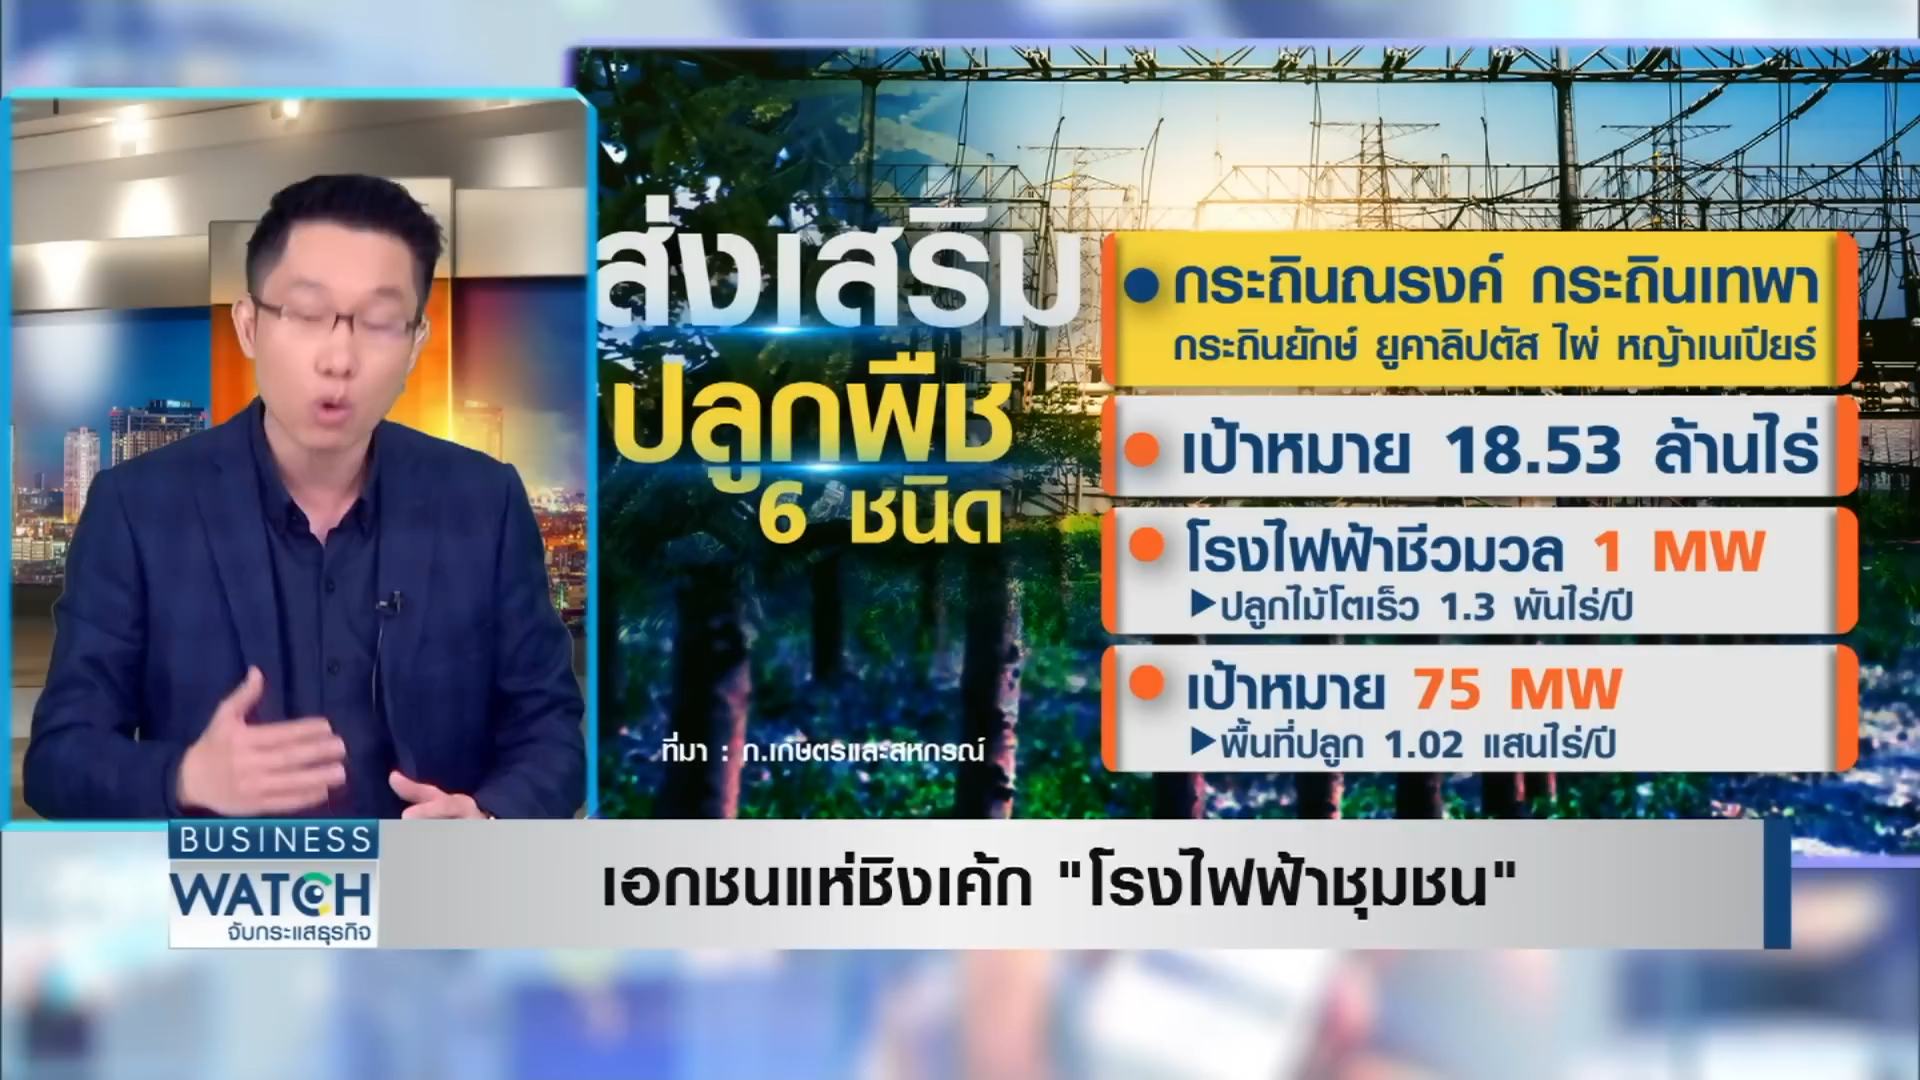 ส่งเสริม
ปลูกพืช
6 ชนิด
ที่มา : ก.เกษตรและสหกรณ์
กระถินณรงค์ กระถินเทพา
กระถินยักษ์ ยูคาลิปตัส ไผ่ หญ้าเนเปียร์
เป้าหมาย 18.53 ล้านไร่
โรงไฟฟ้าชีวมวล 1 MW
ปลูกไม้โตเร็ว 1.3 พันไร่/ปี
เป้าหมาย 75 MW
พื้นที่ปลูก 1.02 แสนไร่/ปี
BUSINESS
WATCH
จับกระแสธุรกิจ
เอกชนแห่ชิงเค้ก "โรงไฟฟ้าชุมชน"